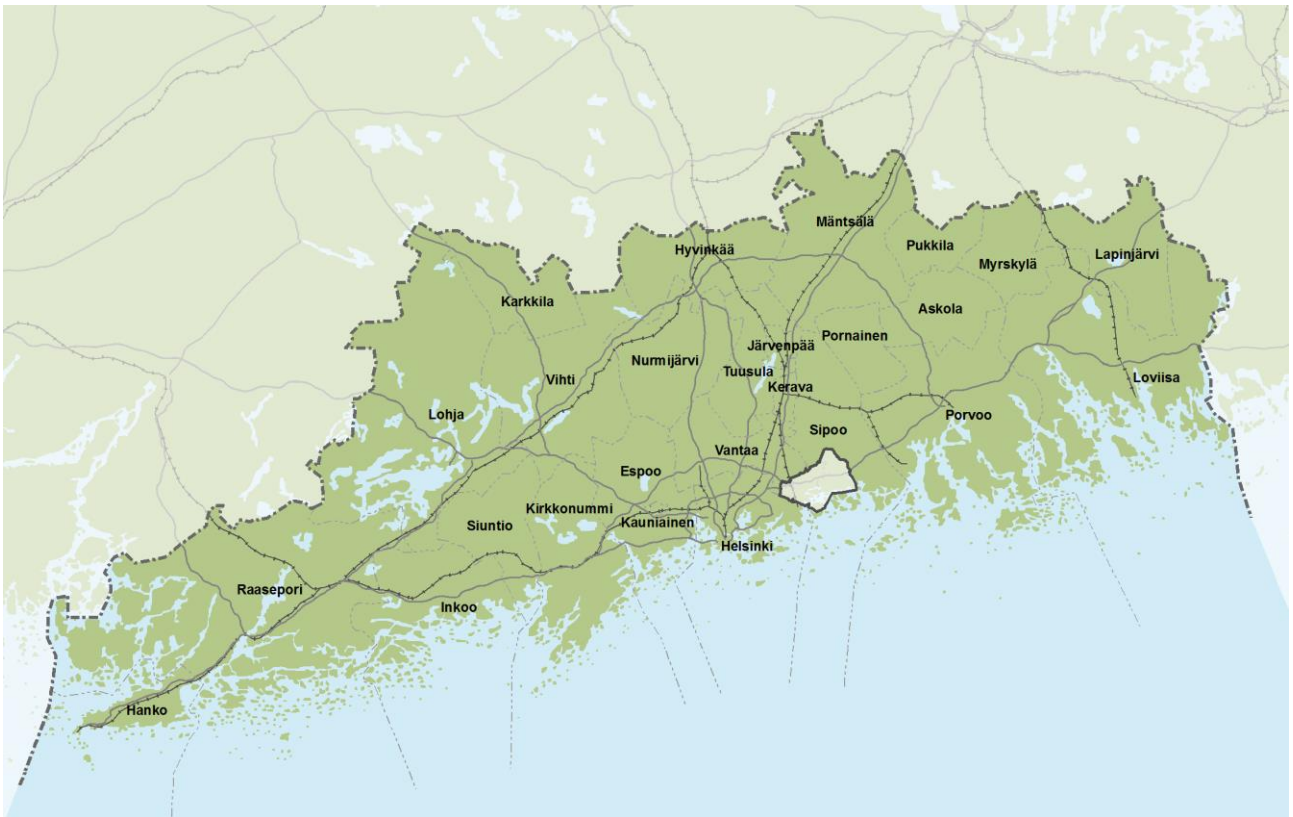 Mäntsälä
Hyvinkää
Pukkila
Myrskylä
Lapinjärvi
Karkkila
Askola
Pornainen
Järvenpää
Nurmijärvi
Tuusula
Vihti
Kerava
Loviisa
Lohja
Porvoo
Sipoo
Vantaa
Espoo
Kirkkonummi
Siuntio
Kauniainen
Helsinki
Raasepori
Inkoo
Hanko